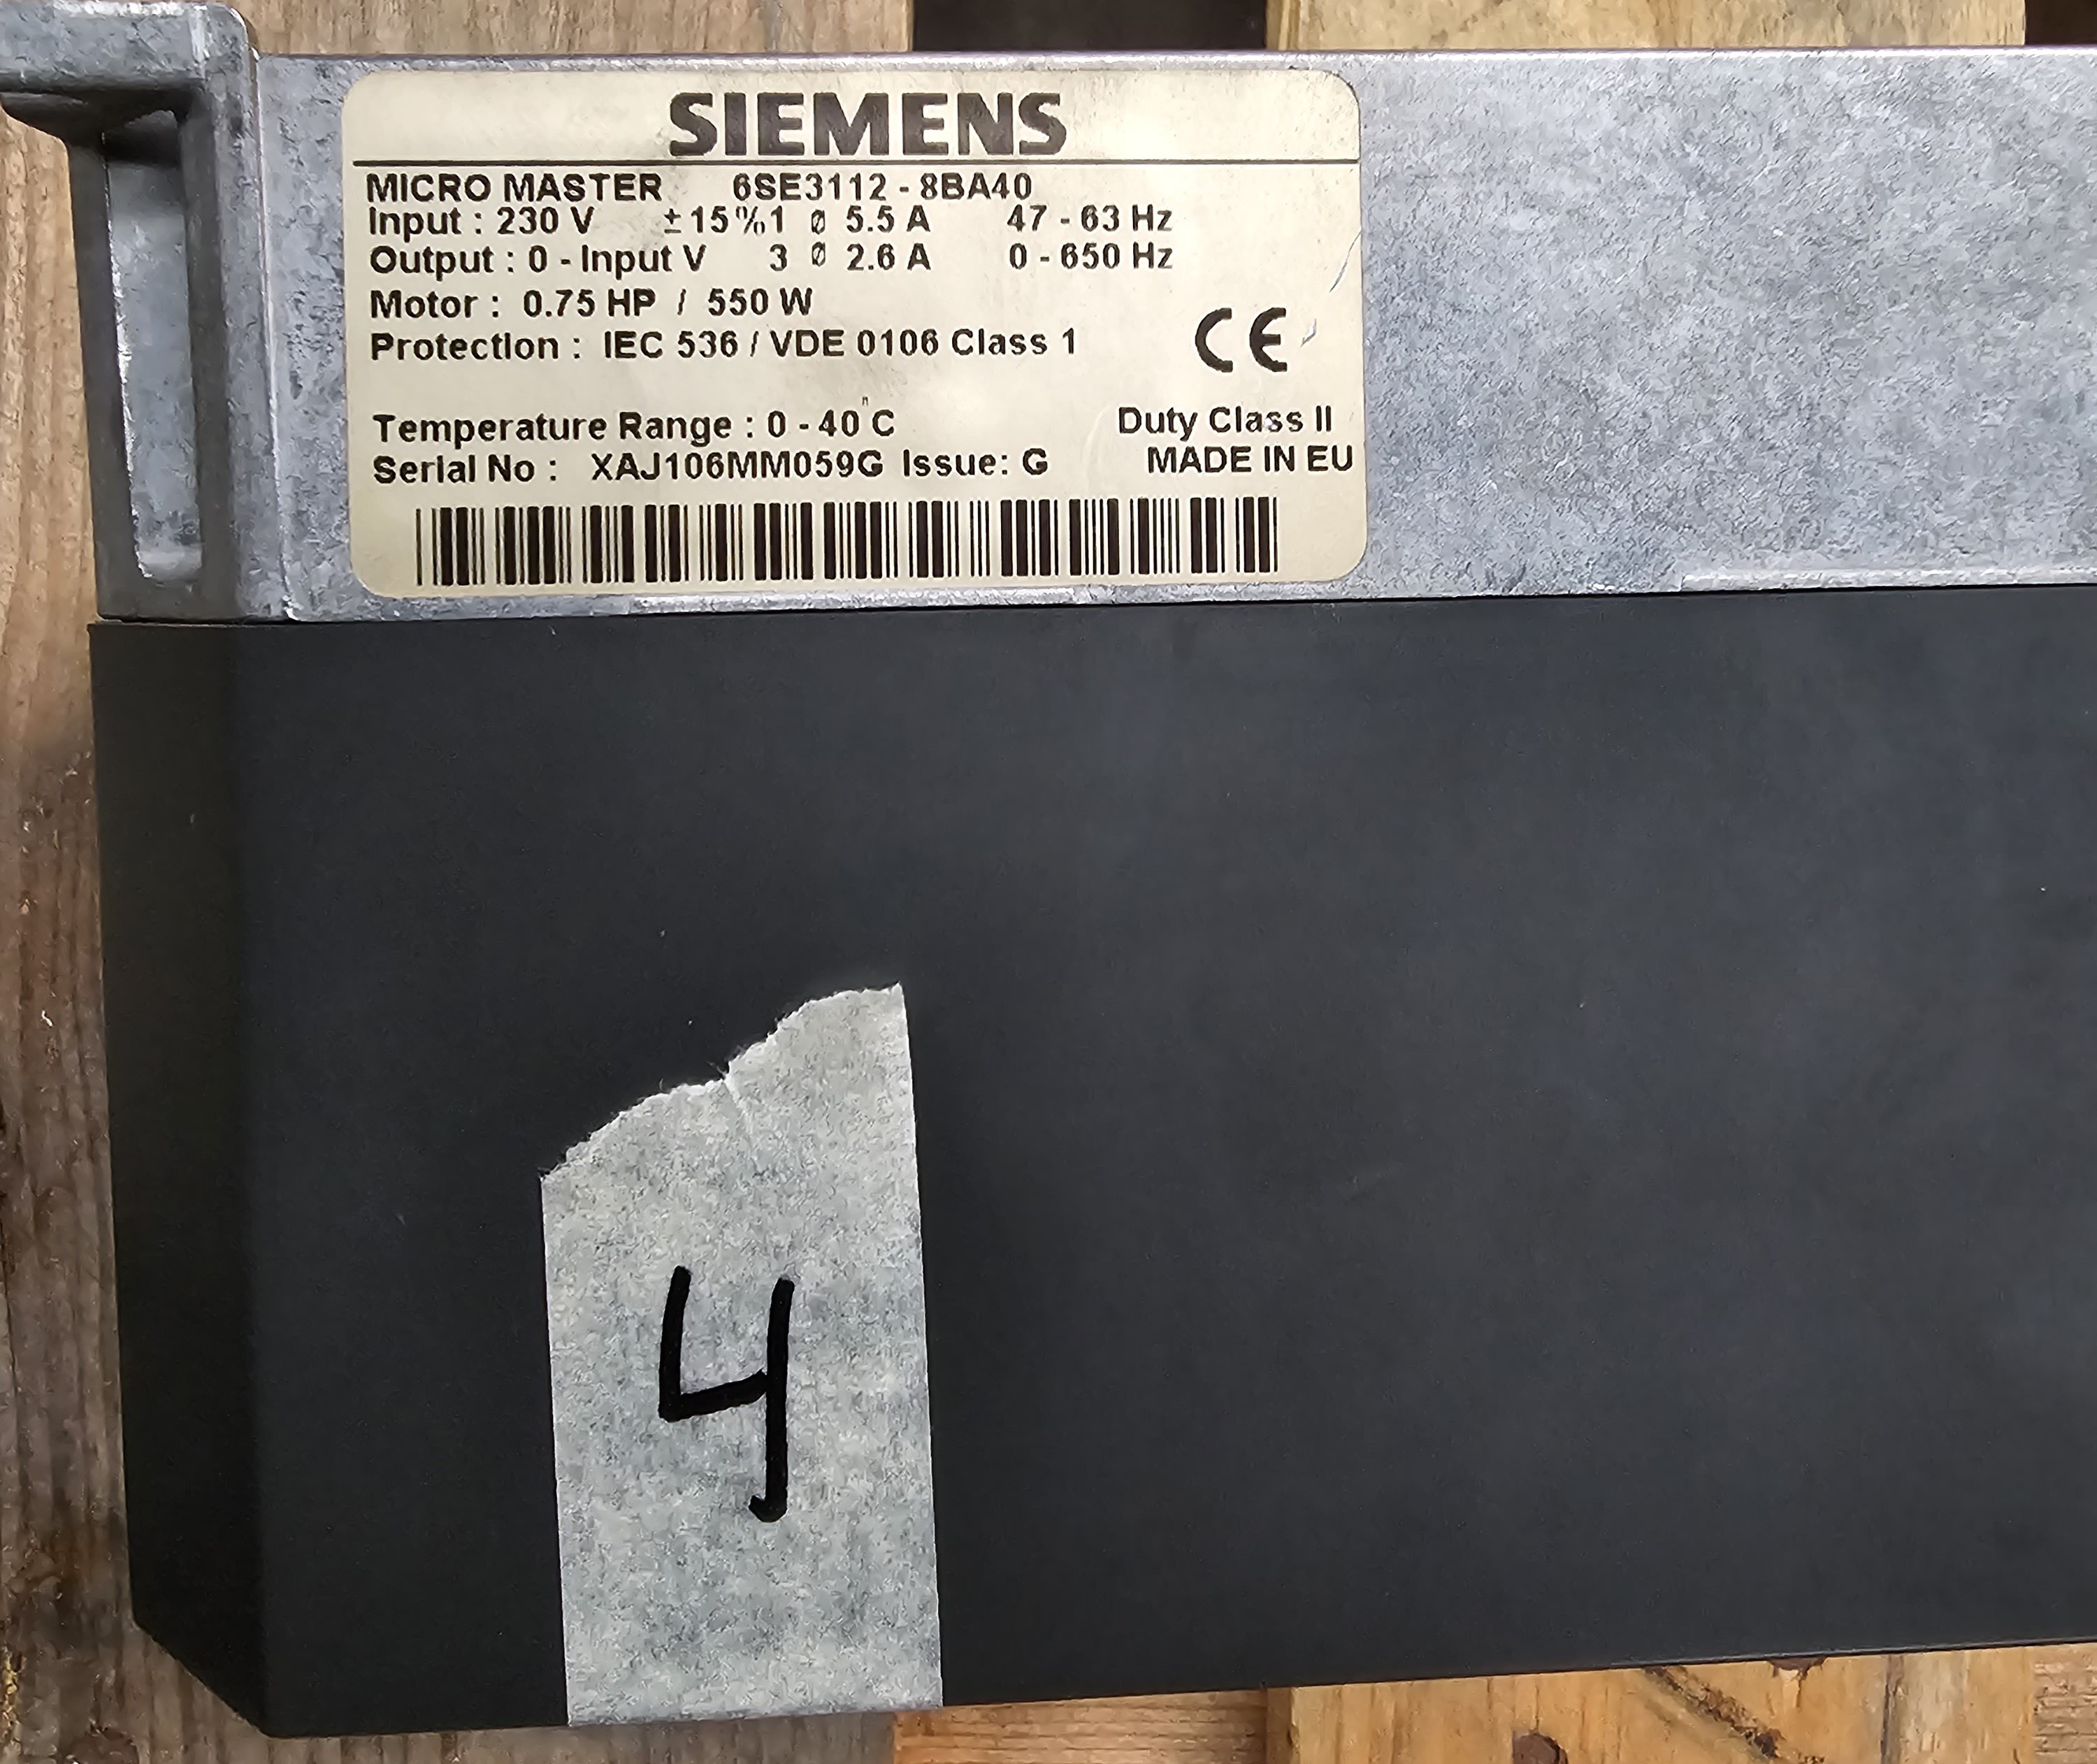 SIEMENS
MICRO MASTER 6SE3112 - 8BA40
Input : 230 V ±15%1 ø 5.5 A 47 - 63 Hz
Output : 0 - Input V 3 ø 2.6 A 0 - 650 Hz
Motor : 0.75 HP / 550 W
Protection : IEC 536 / VDE 0106 Class 1
CE
Temperature Range : 0 - 40°C Duty Class II
Serial No : XAJ106MM059G Issue: G MADE IN EU
4